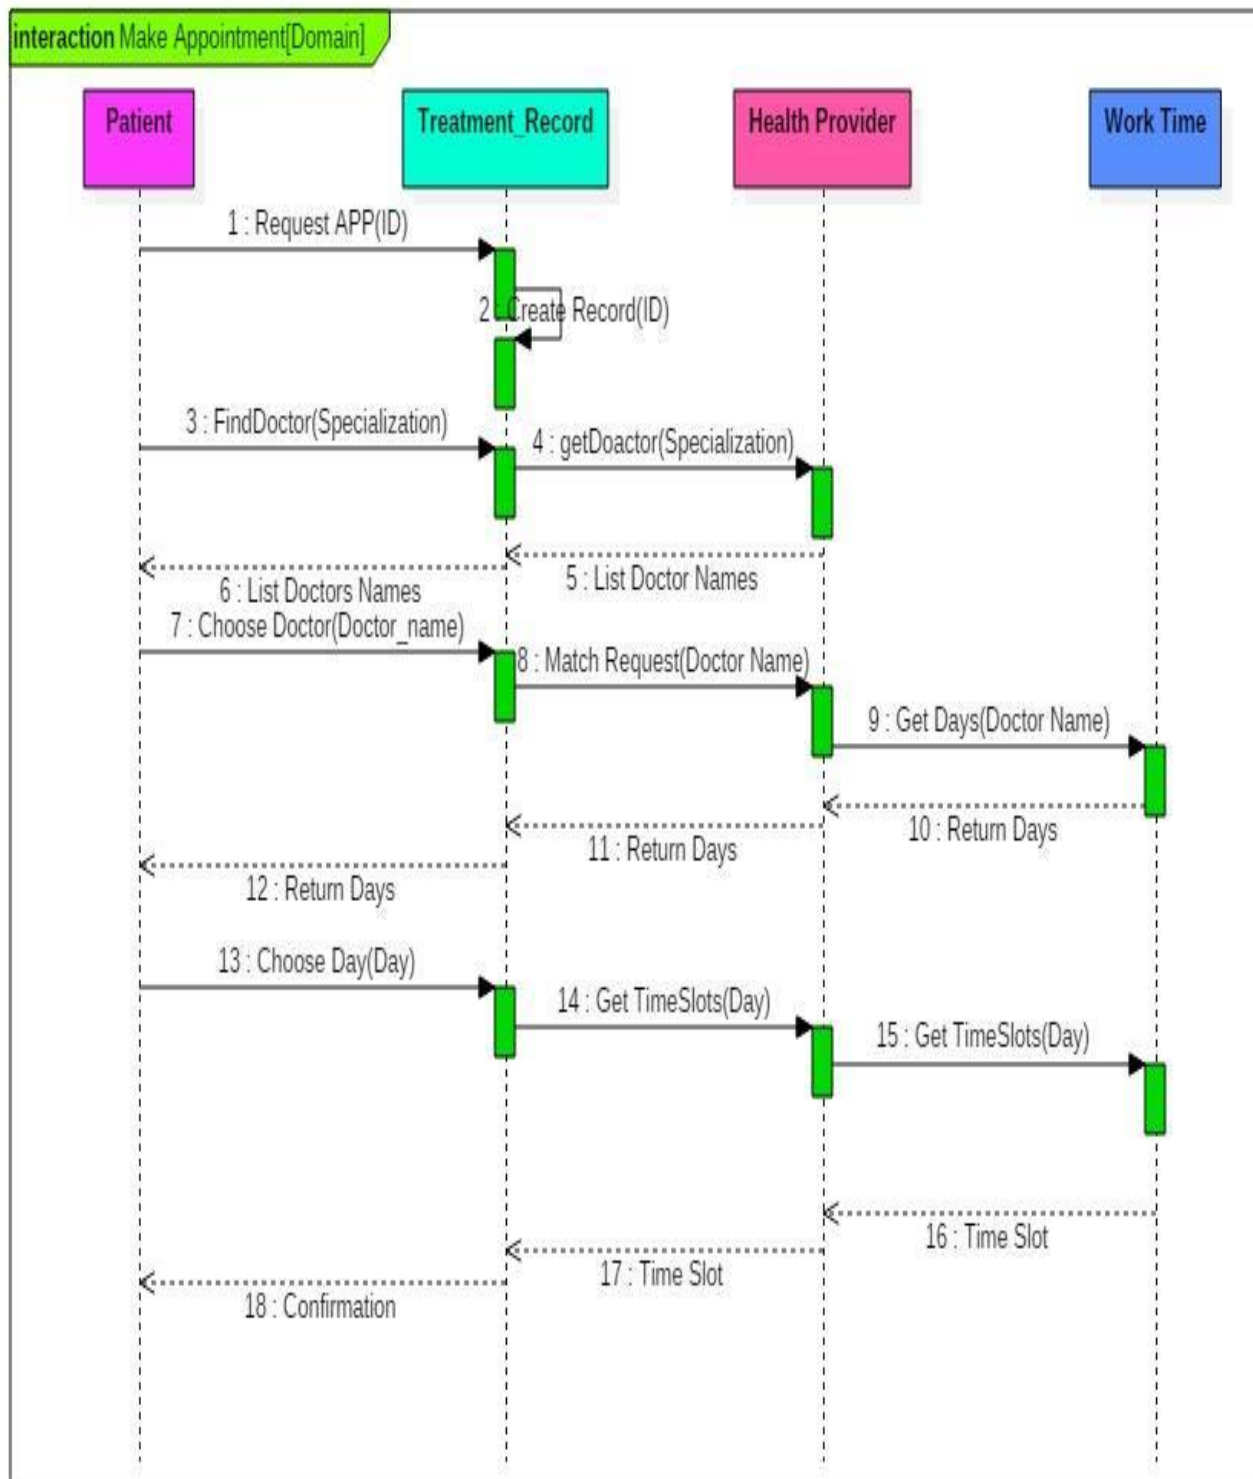 interaction Make Appointment[Domain]
Patient
Treatment_Record
Health Provider
Work Time
1 : Request APP(ID)
2 : Create Record(ID)
3 : FindDoctor(Specialization)
4 : getDoactor(Specialization)
5 : List Doctor Names
6 : List Doctors Names
7 : Choose Doctor(Doctor_name)
8 : Match Request(Doctor Name)
9 : Get Days(Doctor Name)
10 : Return Days
11 : Return Days
12 : Return Days
13 : Choose Day(Day)
14 : Get TimeSlots(Day)
15 : Get TimeSlots(Day)
16 : Time Slot
17 : Time Slot
18 : Confirmation